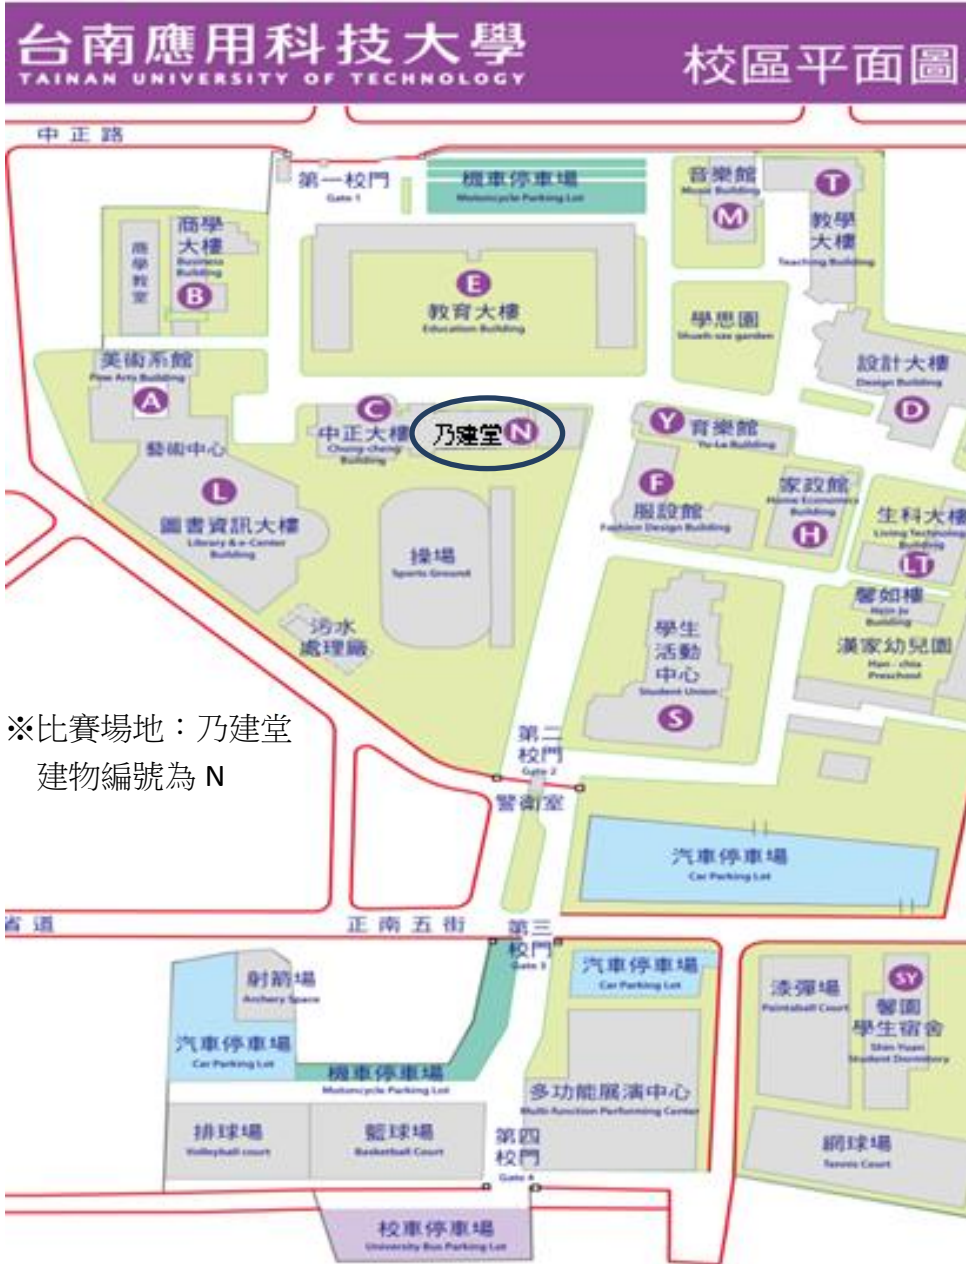 台南應用科技大學
TAINAN UNIVERSITY OF TECHNOLOGY
校區平面圖
中正路
第一校門
Gate 1
機車停車場
Motorcycle Parking Lot
音樂館
Music Building
M
T
教學
大樓
Teaching Building
商學
大樓
Business
Building
B
商學教室
E
教育大樓
Education Building
學思園
Shueh-sze garden
設計大樓
Design Building
D
美術系館
Fine Arts Building
A
藝術中心
C
中正大樓
Chung-cheng
Building
乃建堂 N
Y
育樂館
Yu-Le Building
L
圖書資訊大樓
Library & e-Center
Building
操場
Sports Ground
F
服設館
Fashion Design Building
家政館
Home Economics
Building
H
生科大樓
Living Technology
Building
LT
馨如樓
Building
漢家幼兒園
Han - chia
Preschool
污水
處理廠
學生
活動
中心
Student Union
S
※比賽場地：乃建堂
建物編號為 N
第二
校門
Gate 2
警衛室
汽車停車場
Car Parking Lot
省道
正南五街
第三
校門
Gate 3
射箭場
Archery Space
汽車停車場
Car Parking Lot
汽車停車場
Car Parking Lot
漆彈場
Paintball Court
SY
馨園
學生宿舍
Shin Yuan
Student Dormitory
機車停車場
Motorcycle Parking Lot
多功能展演中心
Multi-function Performing Center
排球場
Volleyball court
籃球場
Basketball Court
第四
校門
Gate 4
網球場
Tennis Court
校車停車場
University Bus Parking Lot